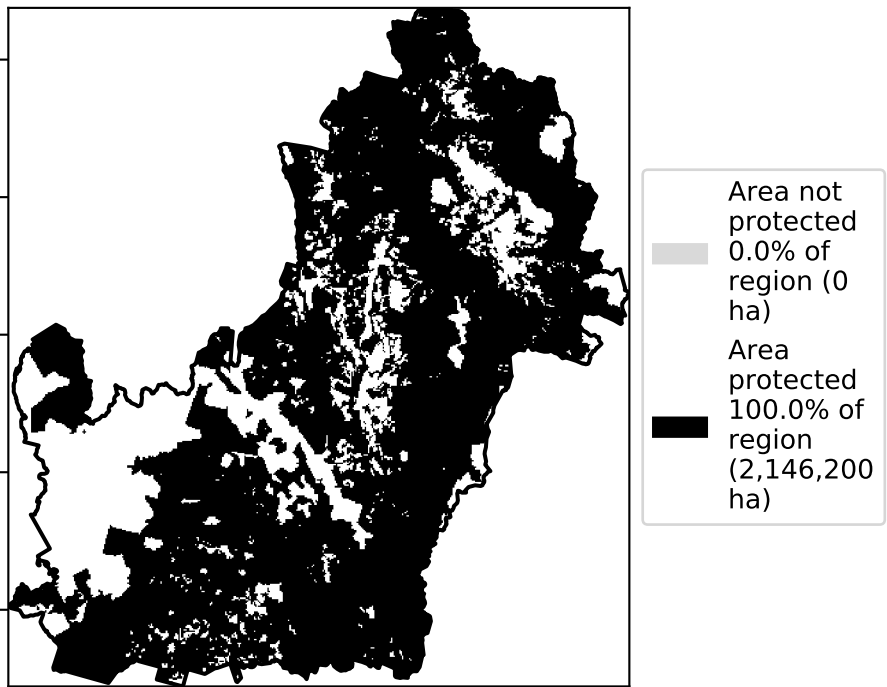 Area not
protected
0.0% of
region (0
ha)
Area
protected
100.0% of
region
(2,146,200
ha)